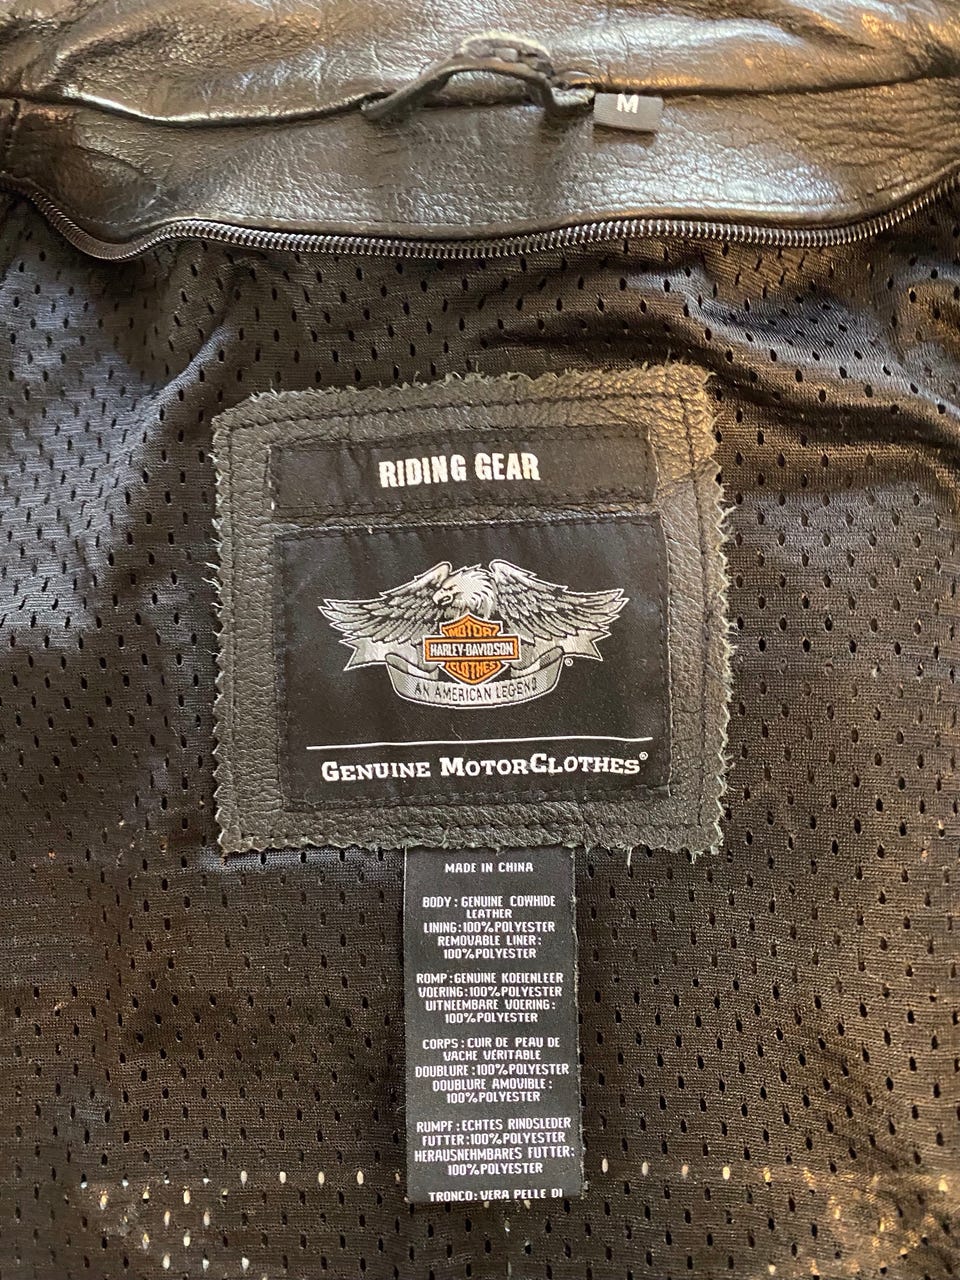 M
RIDING GEAR
MOTOR
HARLEY-DAVIDSON
CLOTHES
®
AN AMERICAN LEGEND
GENUINE MOTORCLOTHES®
MADE IN CHINA
BODY: GENUINE COWHIDE
LEATHER
LINING:100%POLYESTER
REMOVABLE LINER:
100%POLYESTER
ROMP:GENUINE KOEIENLEER
VOERING:100%POLYESTER
UITNEEMBARE VOERING:
100%POLYESTER
CORPS: CUIR DE PEAU DE
VACHE VÉRITABLE
DOUBLURE:100%POLYESTER
DOUBLURE AMOVIBLE:
100%POLYESTER
RUMPF:ECHTES RINDSLEDER
FUTTER:100%POLYESTER
HERAUSNEHMBARES FUTTER:
100%POLYESTER
TRONCO: VERA PELLE DI